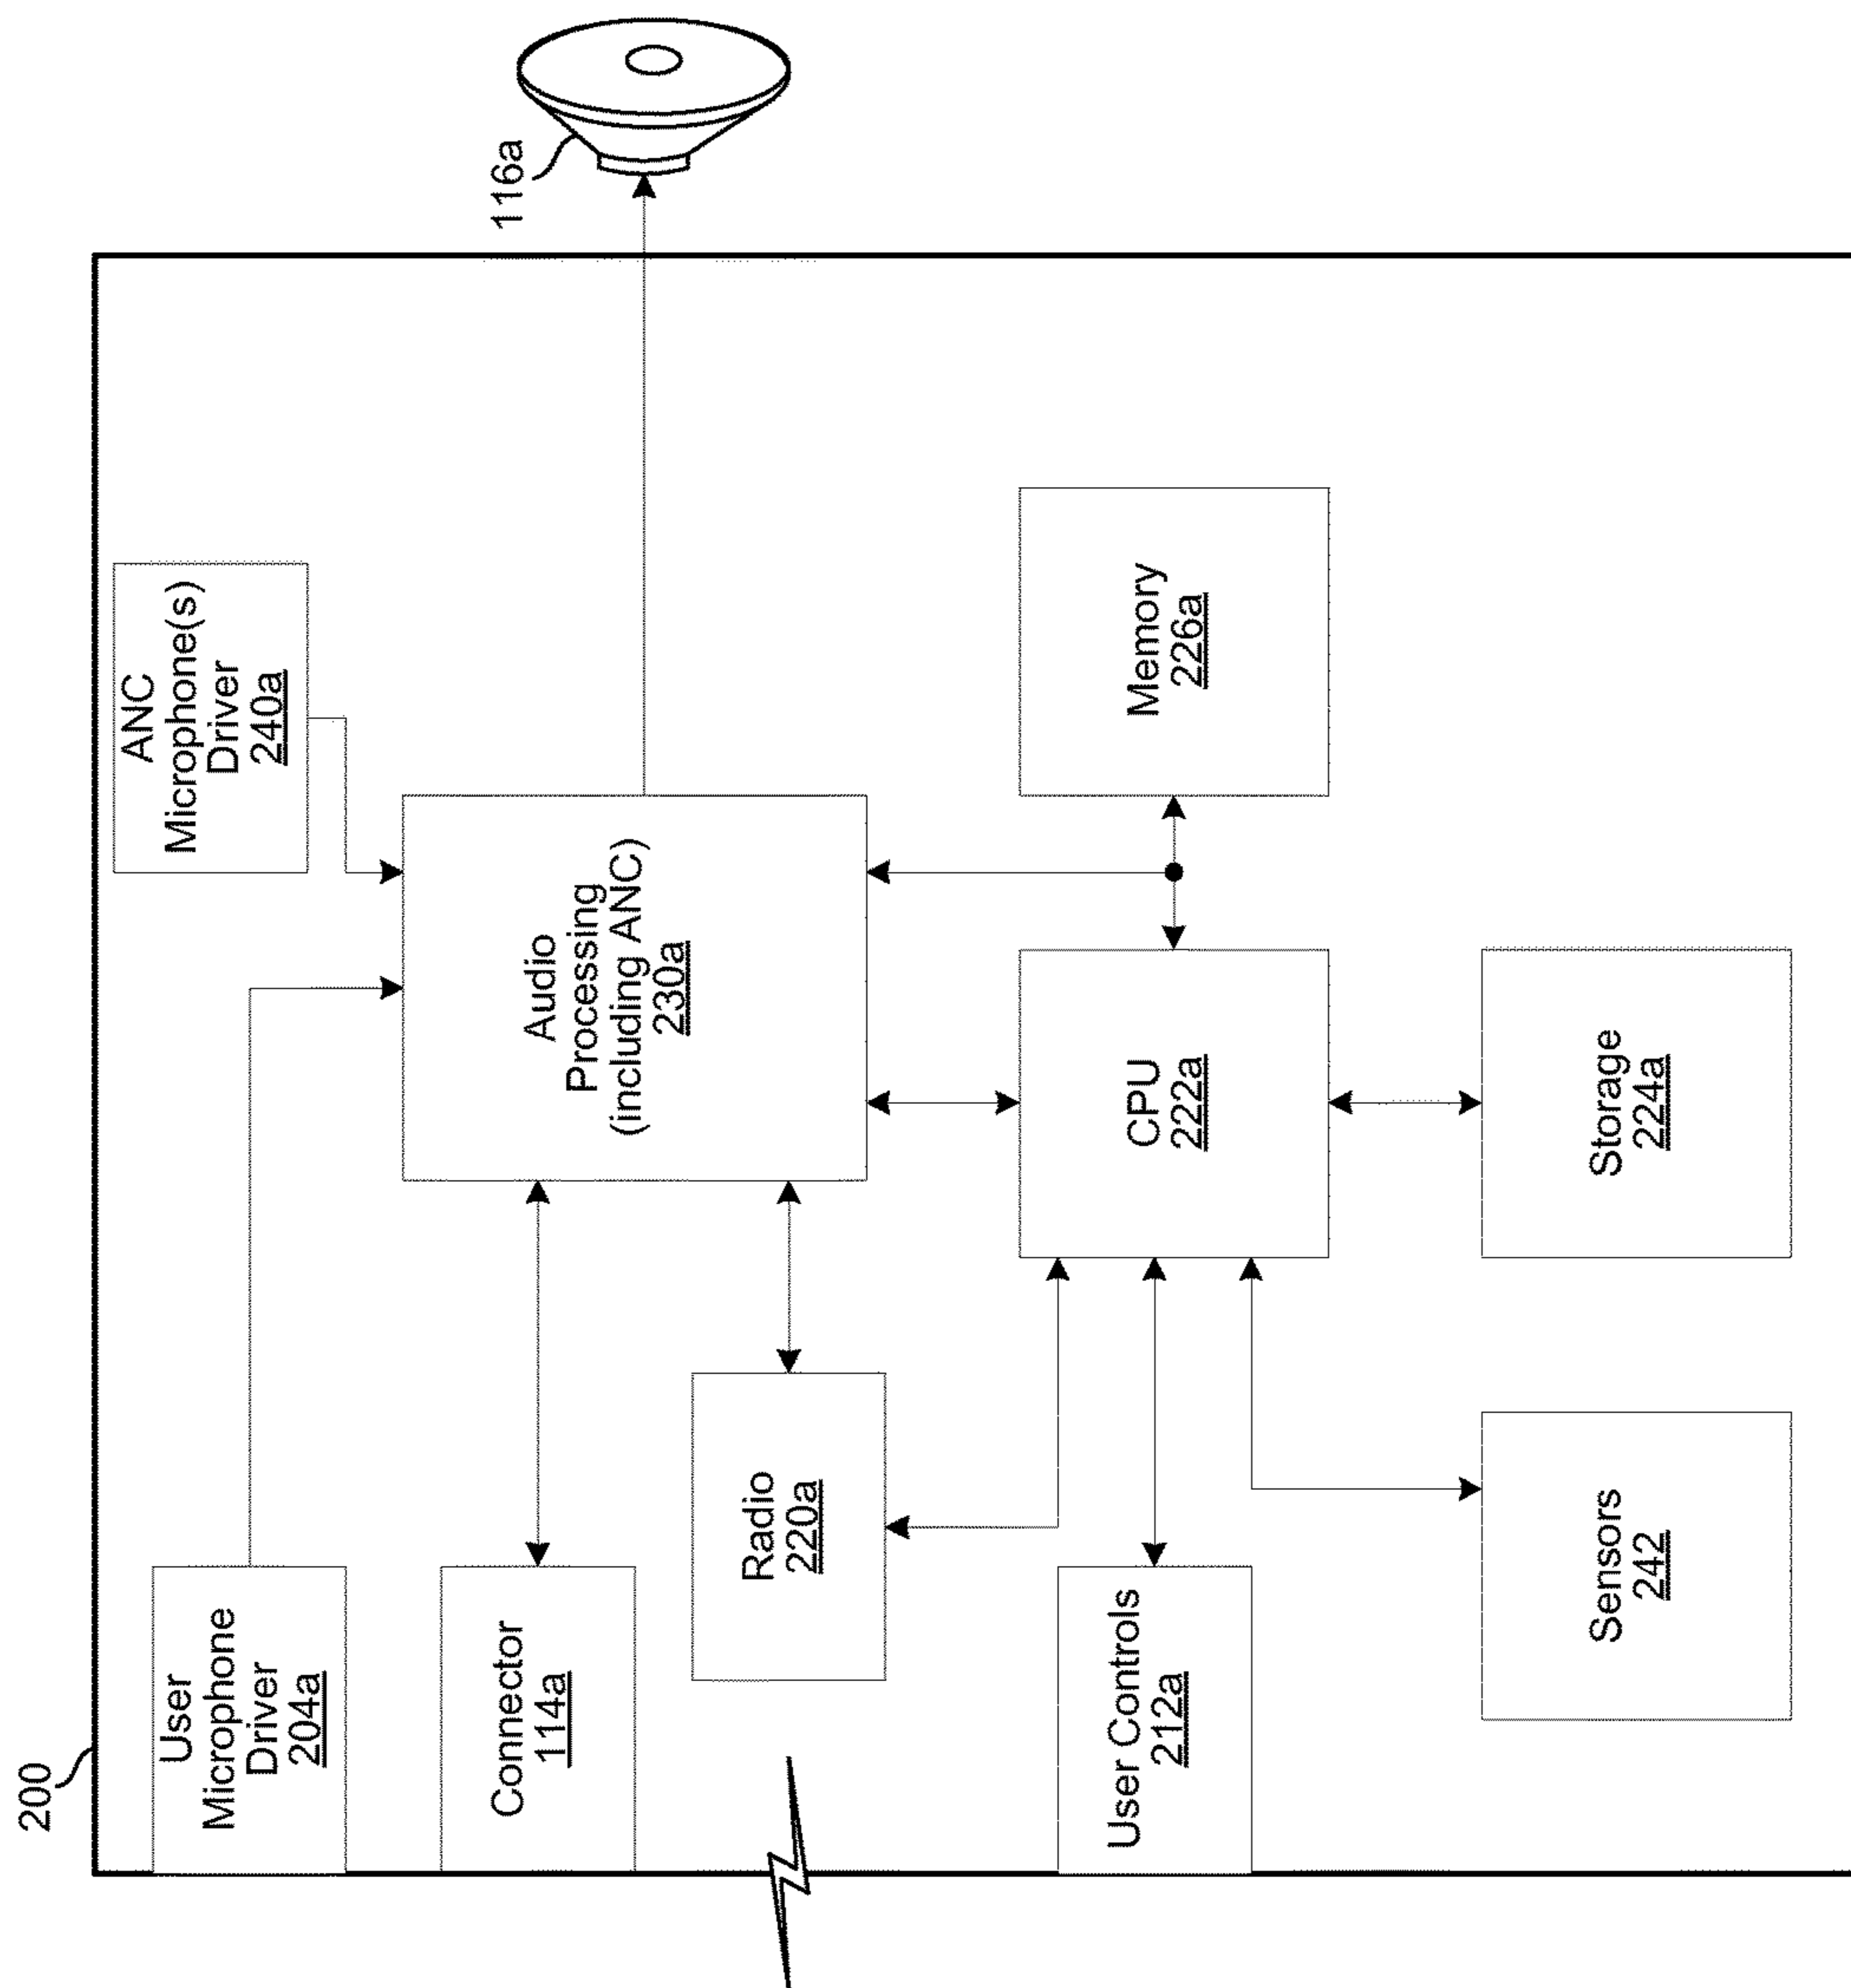 200
User
Microphone
Driver
204a
ANC
Microphone(s)
Driver
240a
116a
Connector
114a
Audio
Processing
(including ANC)
230a
Radio
220a
User Controls
212a
CPU
222a
Memory
226a
Sensors
242
Storage
224a